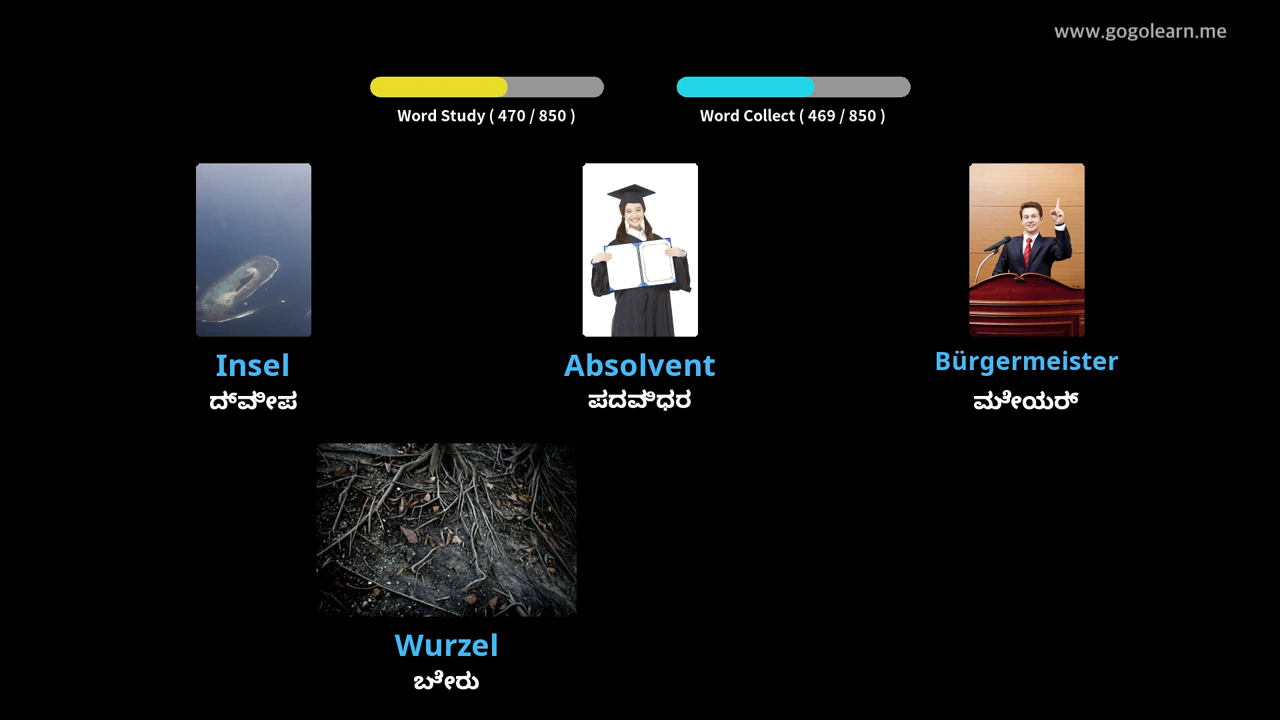 www.gogolearn.me
Word Study ( 470 / 850 )
Word Collect ( 469 / 850 )
Insel
ದ್ವೀಪ
Absolvent
ಪದವಿಧರ
Bürgermeister
ಮೇಯರ್
Wurzel
ಬೇರು